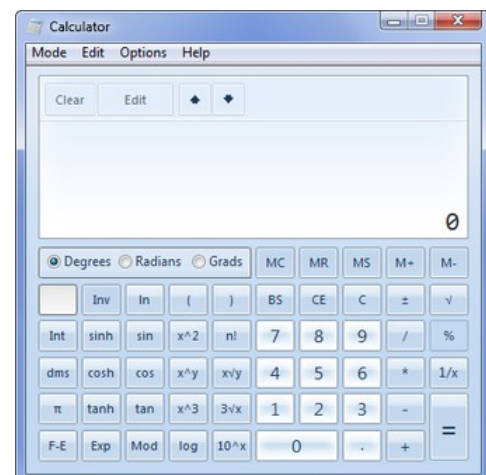 Calculator
Mode Edit Options Help
Clear Edit
0
Degrees Radians Grads MC MR MS M+ M-
Inv ln ( ) BS CE C ± √
Int sinh sin x^2 n! 7 8 9 / %
dms cosh cos x^y x√y 4 5 6 * 1/x
π tanh tan x^3 3√x 1 2 3 - =
F-E Exp Mod log 10^x 0 . +